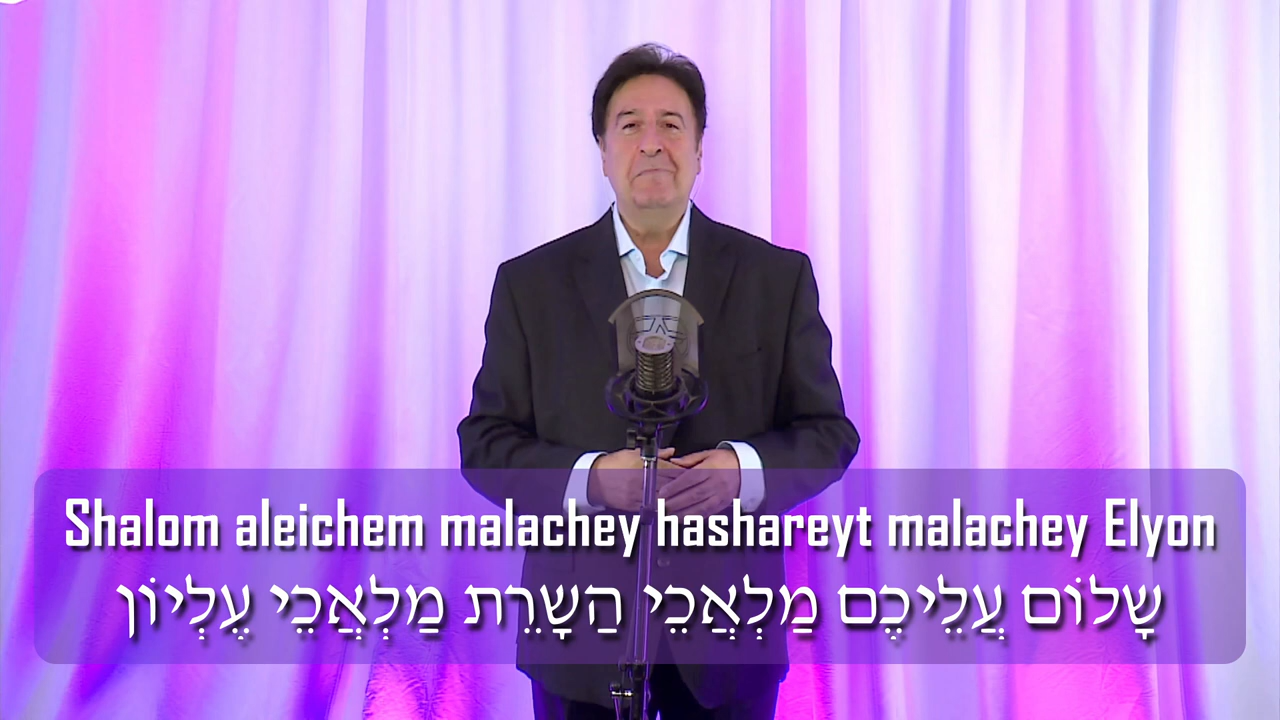 Shalom aleichem malachey hashareyt malachey Elyon
שָׁלוֹם עֲלֵיכֶם מַלְאֲכֵי הַשָּׁרֵת מַלְאֲכֵי עֶלְיוֹן